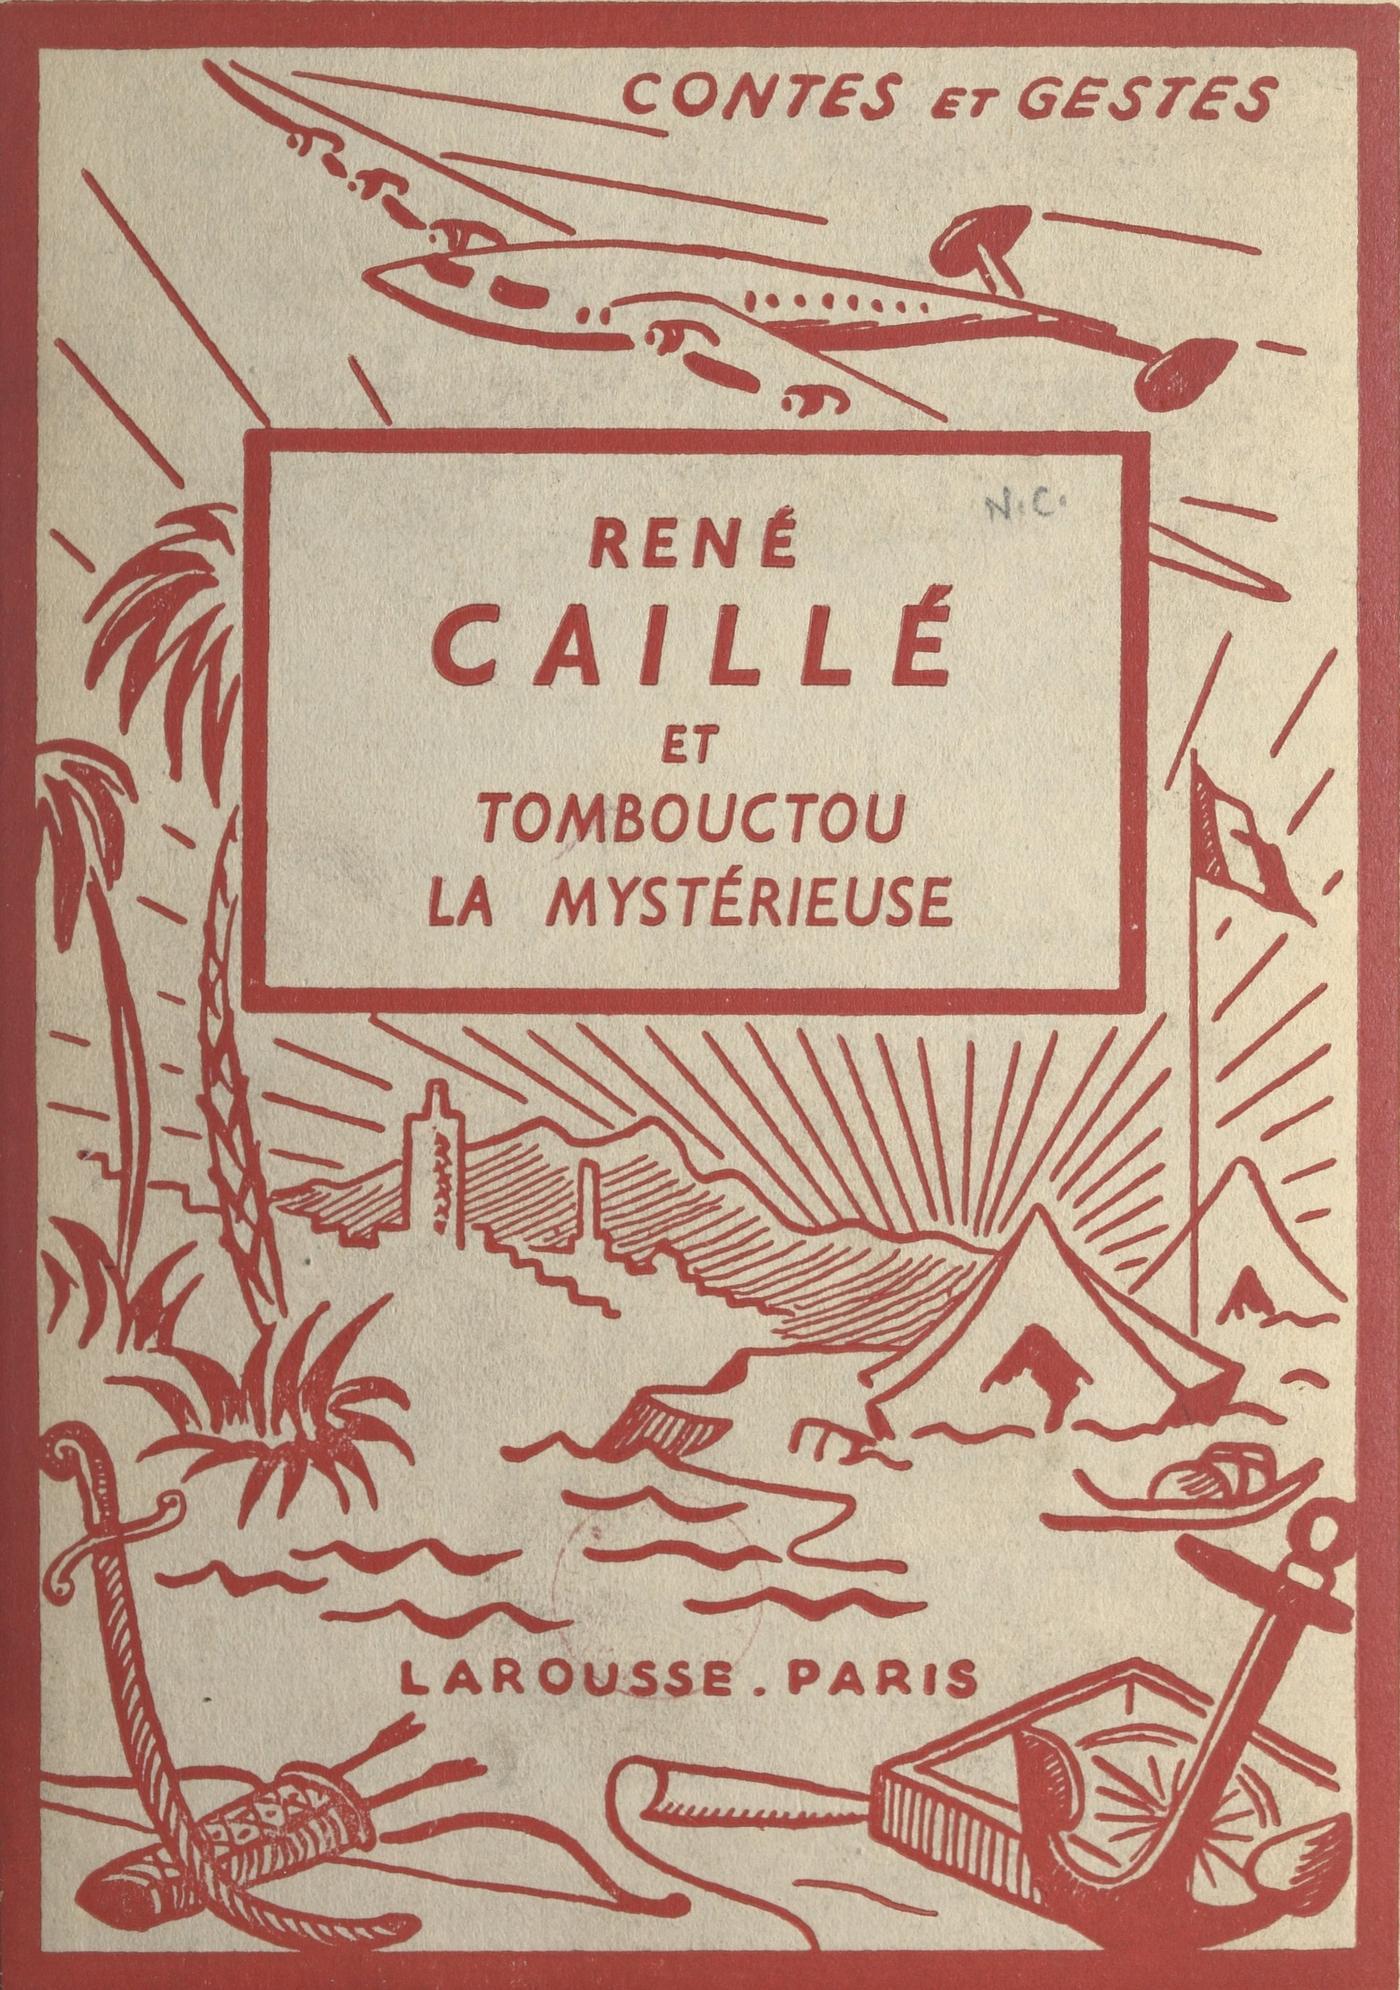 CONTES ET GESTES
N.C.
RENÉ
CAILLÉ
ET
TOMBOUCTOU
LA MYSTÉRIEUSE
LAROUSSE . PARIS